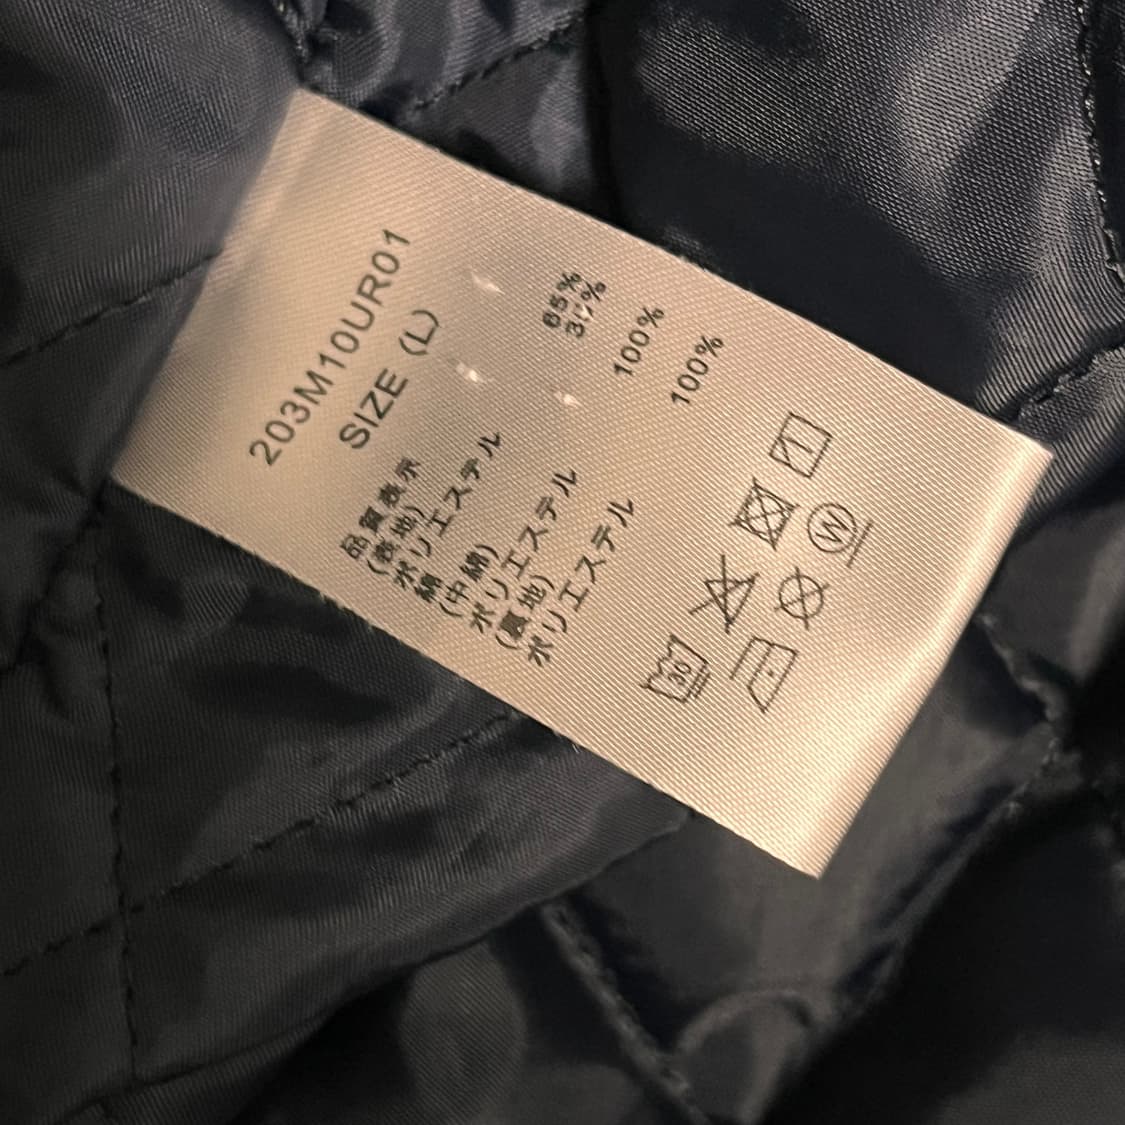 203M10UR01
SIZE (L)
品質表示
(表地)
ポリエステル 65%
綿 35%
(中綿)
ポリエステル 100%
(裏地)
ポリエステル 100%
30
W